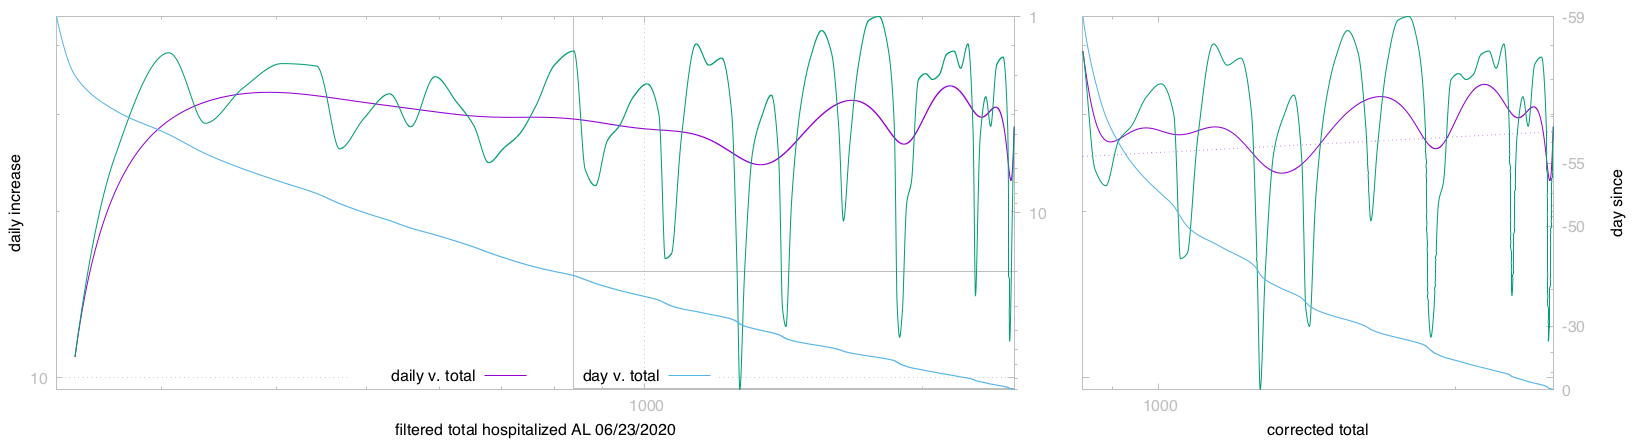 daily increase
10
daily v. total
day v. total
1000
filtered total hospitalized AL 06/23/2020
1
10
1000
corrected total
-59
-55
-50
-30
0
day since